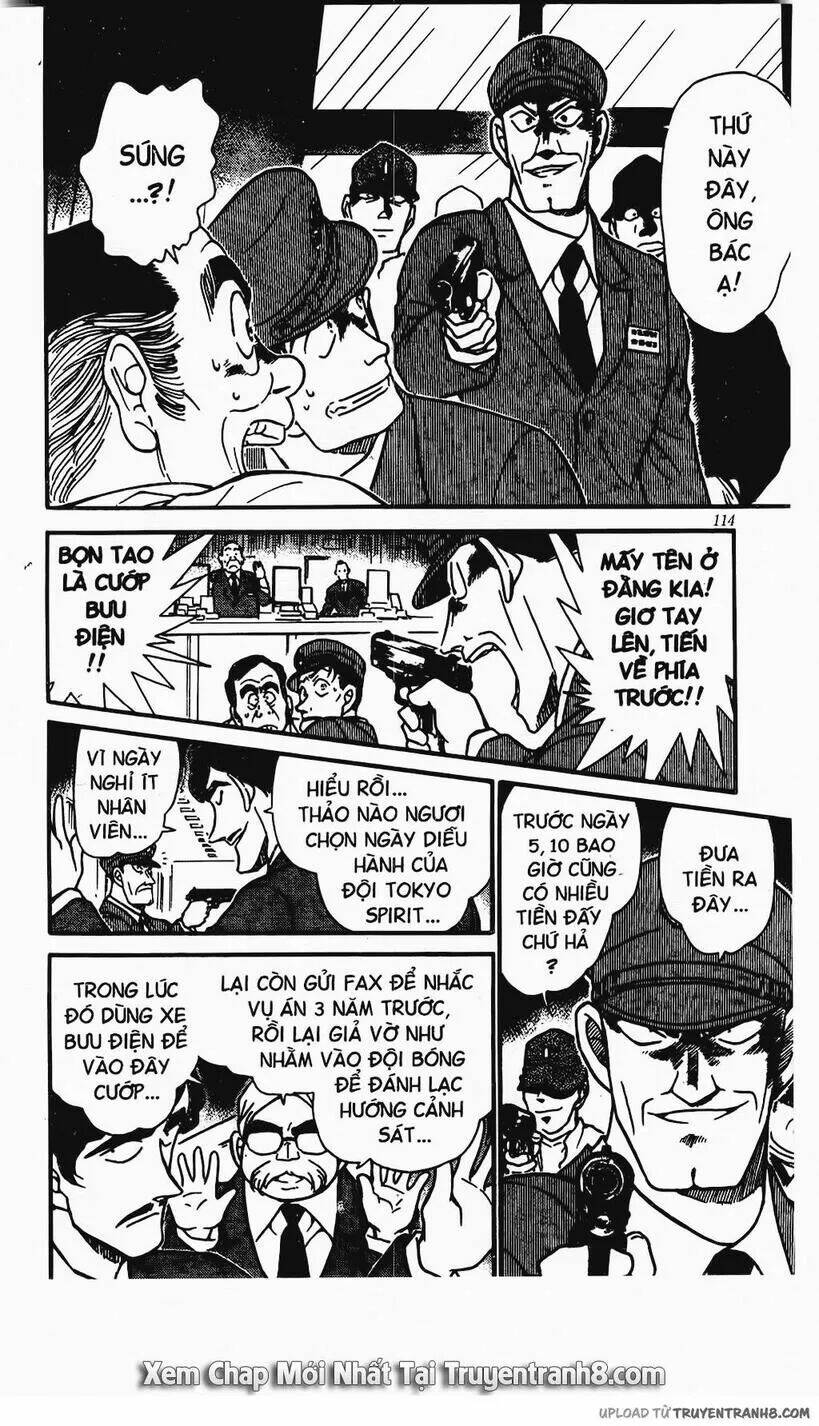 SÚNG
...?!
THỨ
NÀY
ĐÂY,
ÔNG
BÁC
Ạ!
114
BỌN TAO
LÀ CƯỚP
BƯU
ĐIỆN
!!
MẤY TÊN Ở
ĐẰNG KIA!
GIƠ TAY
LÊN, TIẾN
VỀ PHÍA
TRƯỚC!!
VÌ NGÀY
NGHỈ ÍT
NHÂN
VIÊN...
HIỂU RỒI...
THẢO NÀO NGƯƠI
CHỌN NGÀY DIỄU
HÀNH CỦA
ĐỘI TOKYO
SPIRIT...
TRƯỚC NGÀY
5, 10 BAO
GIỜ CŨNG
CÓ NHIỀU
TIỀN ĐẤY
CHỨ HẢ
?
ĐƯA
TIỀN RA
ĐÂY...
TRONG LÚC
ĐÓ DÙNG XE
BƯU ĐIỆN ĐỂ
VÀO ĐÂY
CƯỚP...
LẠI CÒN GỬI FAX ĐỂ NHẮC
VỤ ÁN 3 NĂM TRƯỚC,
RỒI LẠI GIẢ VỜ NHƯ
NHẰM VÀO ĐỘI BÓNG
ĐỂ ĐÁNH LẠC
HƯỚNG CẢNH
SÁT...
Xem Chap Mới Nhất Tại Truyentranh8.com
UPLOAD TỪ TRUYENTRANH8.COM